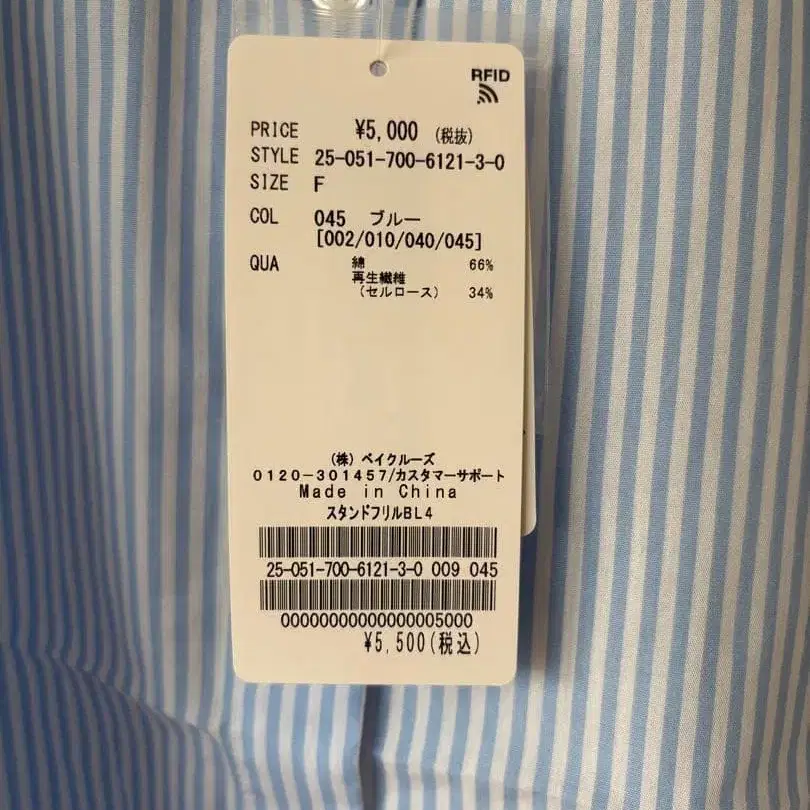 RFID
PRICE ¥5,000 (税抜)
STYLE 25-051-700-6121-3-0
SIZE F
COL 045 ブルー
[002/010/040/045]
QUA 綿 66%
再生繊維
(セルロース) 34%
(株) ベイクルーズ
0120-301457/カスタマーサポート
Made in China
スタンドフリルBL4
25-051-700-6121-3-0 009 045
00000000000000005000
¥5,500(税込)